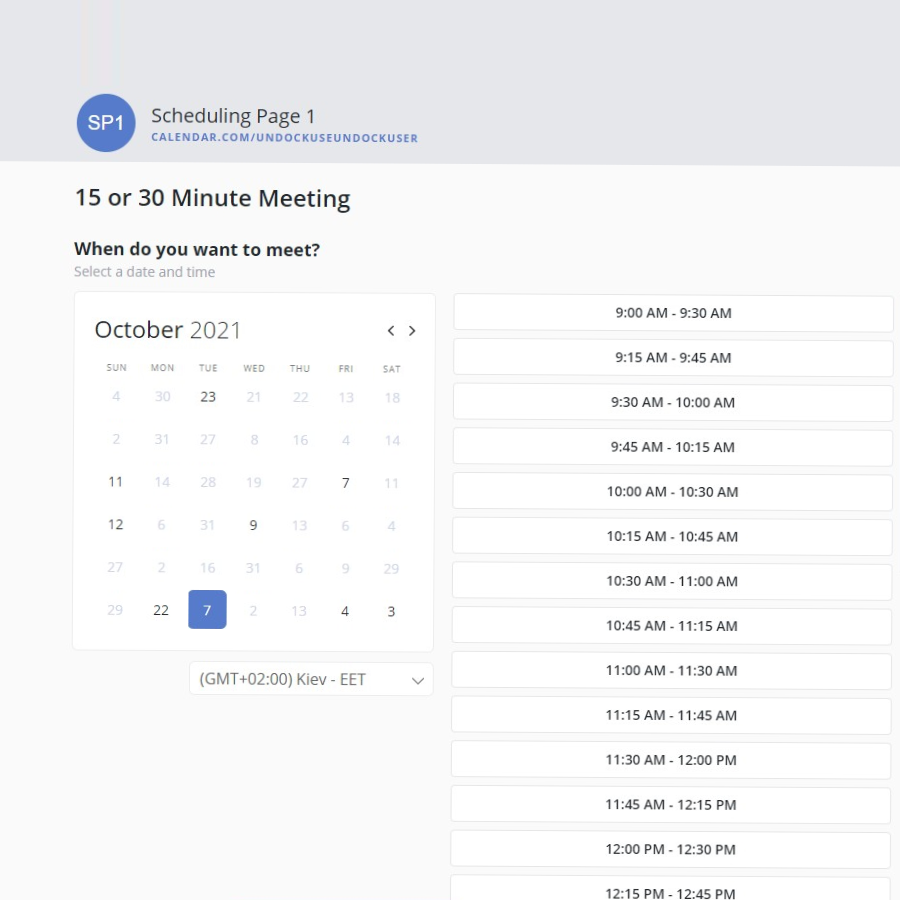 SP1
Scheduling Page 1
CALENDAR.COM/UNDOCKUSEUNDOCKUSER
15 or 30 Minute Meeting
When do you want to meet?
Select a date and time
October 2021
SUN MON TUE WED THU FRI SAT
4 30 23 21 22 13 18
2 31 27 8 16 4 14
11 14 28 19 27 7 11
12 6 31 9 13 6 4
27 2 16 31 6 9 29
29 22 7 2 13 4 3
(GMT+02:00) Kiev - EET
9:00 AM - 9:30 AM
9:15 AM - 9:45 AM
9:30 AM - 10:00 AM
9:45 AM - 10:15 AM
10:00 AM - 10:30 AM
10:15 AM - 10:45 AM
10:30 AM - 11:00 AM
10:45 AM - 11:15 AM
11:00 AM - 11:30 AM
11:15 AM - 11:45 AM
11:30 AM - 12:00 PM
11:45 AM - 12:15 PM
12:00 PM - 12:30 PM
12:15 PM - 12:45 PM